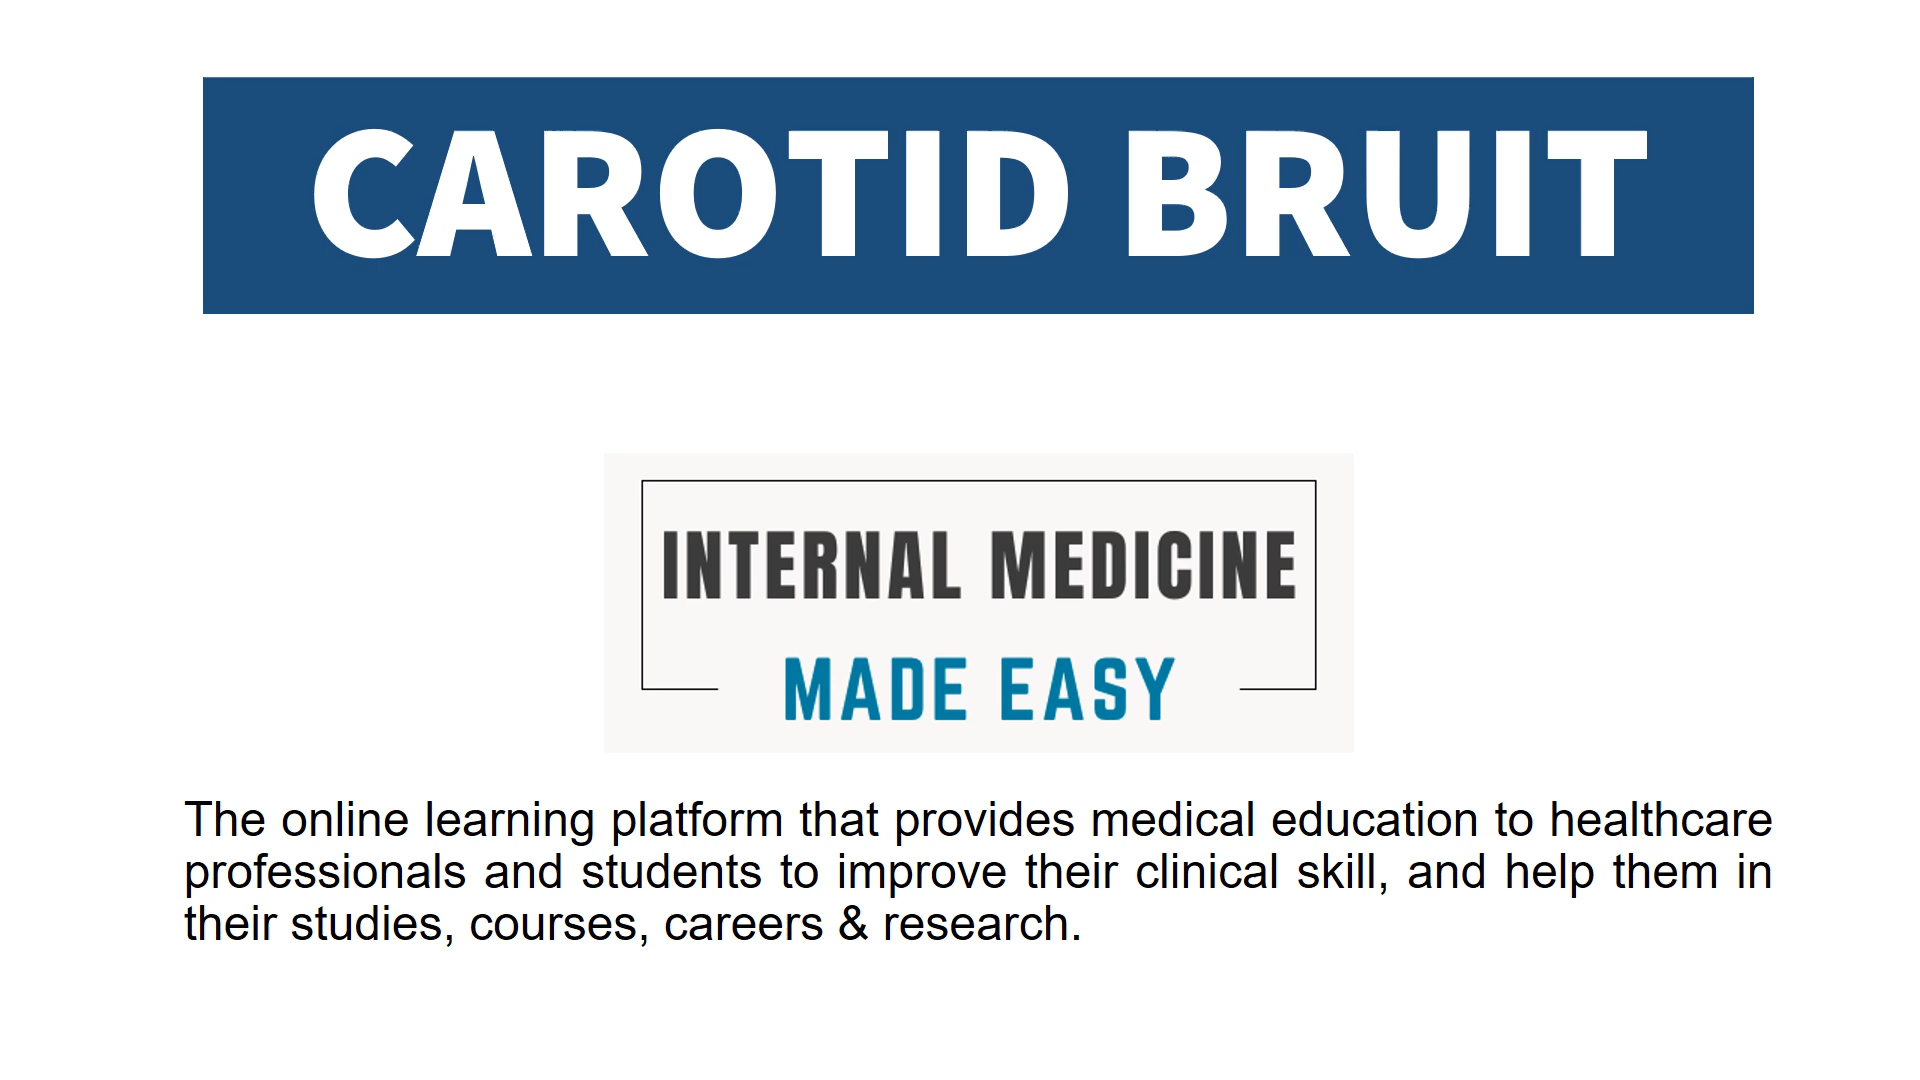 CAROTID BRUIT
INTERNAL MEDICINE
MADE EASY
The online learning platform that provides medical education to healthcare
professionals and students to improve their clinical skill, and help them in
their studies, courses, careers & research.